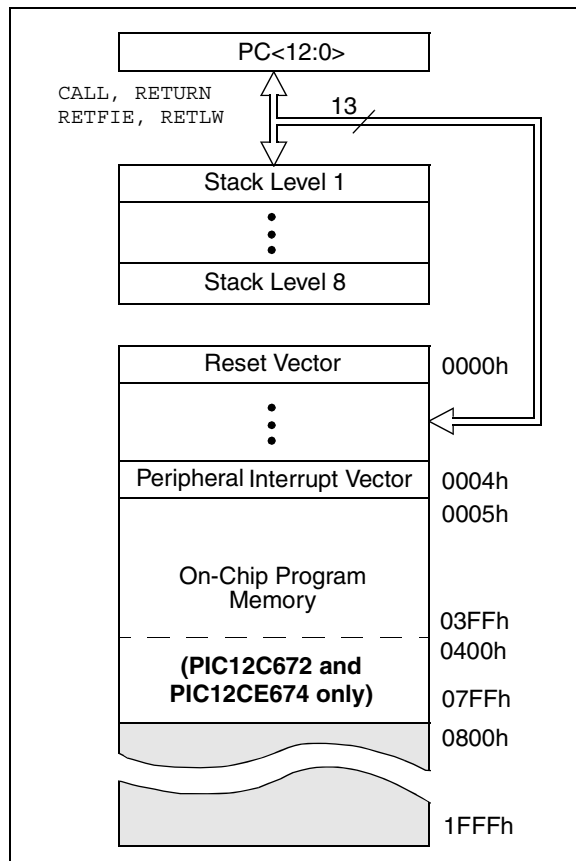 PC<12:0>
CALL, RETURN
RETFIE, RETLW
13
Stack Level 1
Stack Level 8
Reset Vector
0000h
Peripheral Interrupt Vector
0004h
0005h
On-Chip Program
Memory
03FFh
0400h
(PIC12C672 and
PIC12CE674 only)
07FFh
0800h
1FFFh